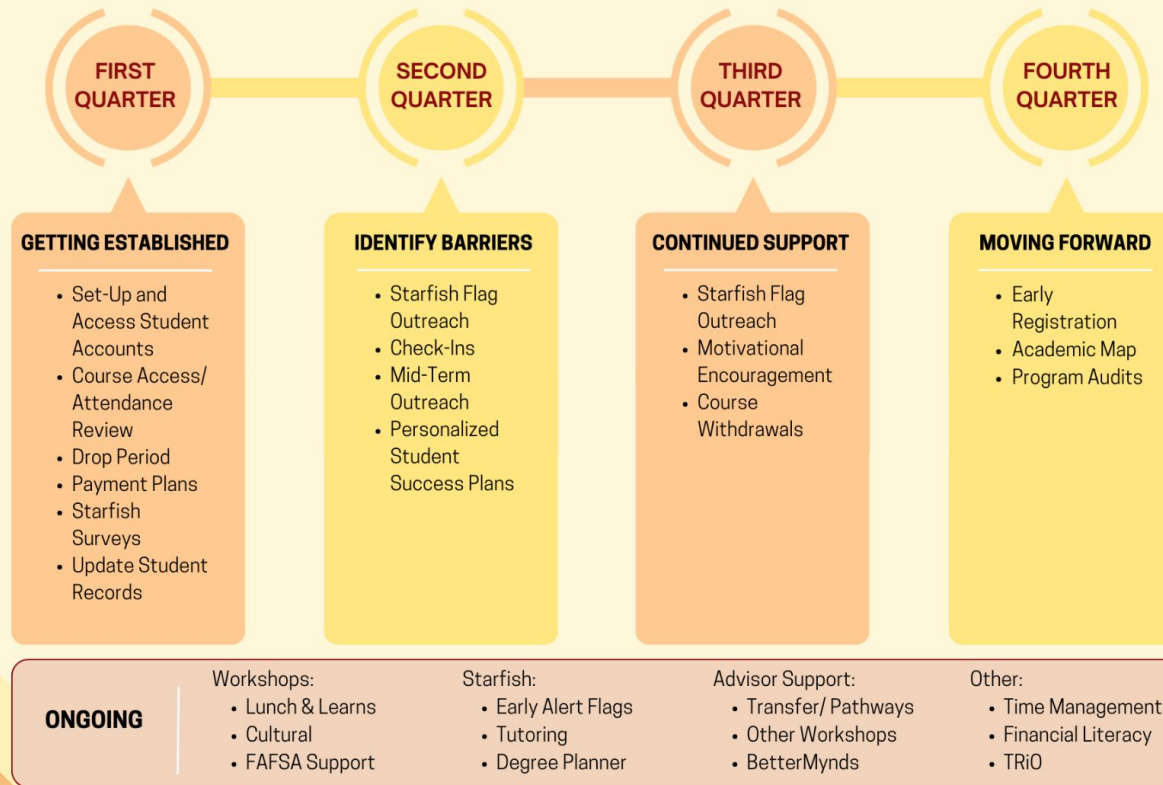 FIRST
QUARTER
SECOND
QUARTER
THIRD
QUARTER
FOURTH
QUARTER
GETTING ESTABLISHED
• Set-Up and
Access Student
Accounts
• Course Access/
Attendance
Review
• Drop Period
• Payment Plans
• Starfish
Surveys
• Update Student
Records
IDENTIFY BARRIERS
• Starfish Flag
Outreach
• Check-Ins
• Mid-Term
Outreach
• Personalized
Student
Success Plans
CONTINUED SUPPORT
• Starfish Flag
Outreach
• Motivational
Encouragement
• Course
Withdrawals
MOVING FORWARD
• Early
Registration
• Academic Map
• Program Audits
ONGOING
Workshops:
• Lunch & Learns
• Cultural
• FAFSA Support
Starfish:
• Early Alert Flags
• Tutoring
• Degree Planner
Advisor Support:
• Transfer/ Pathways
• Other Workshops
• BetterMynds
Other:
• Time Management
• Financial Literacy
• TRiO